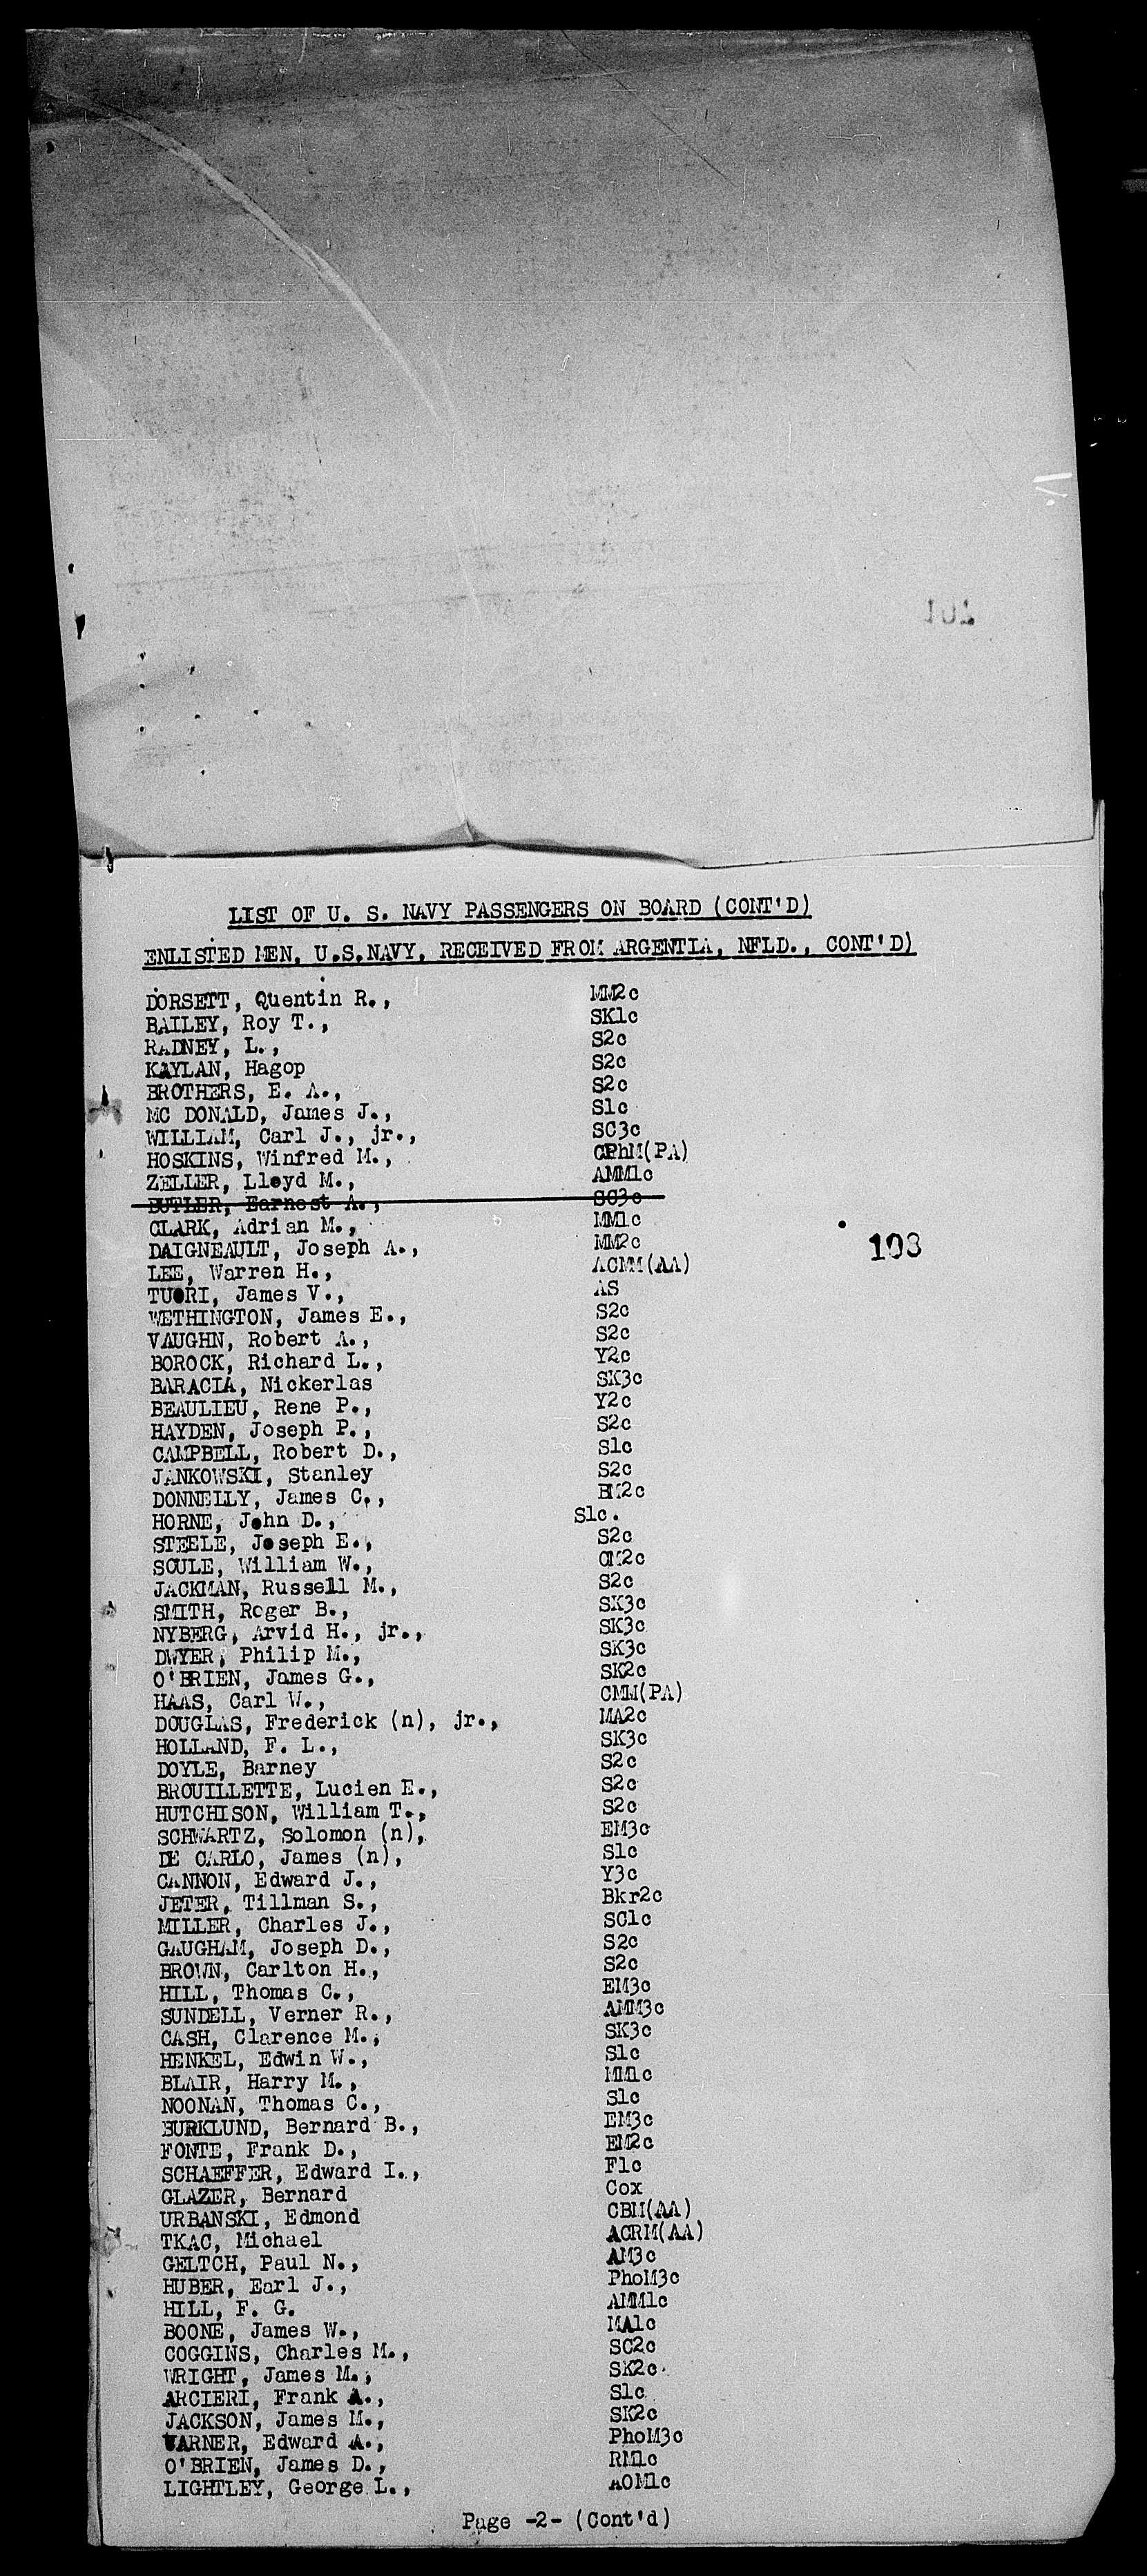 LIST OF U. S. NAVY PASSENGERS ON BOARD (CONT'D)
ENLISTED MEN, U.S.NAVY, RECEIVED FROM ARGENTIA, NFLD., CONT'D)
DORSETT, Quentin R., MM2c
BAILEY, Roy T., SK1c
RADNEY, L., S2c
KAYLAN, Hagop S2c
BROTHERS, E. A., S2c
MC DONALD, James J., S1c
WILLIAM, Carl J., jr., SC3c
HOSKINS, Winfred M., CPhM(PA)
ZELLER, Lloyd M., AMM1c
BUTLER, Earnest A., SC3c
CLARK, Adrian M., MM1c
DAIGNEAULT, Joseph A., MM2c
103
LEE, Warren H., ACMM(AA)
TUORI, James V., AS
WETHINGTON, James E., S2c
VAUGHN, Robert A., S2c
BOROCK, Richard L., Y2c
BARACIA, Nickerlas SK3c
BEAULIEU, Rene P., Y2c
HAYDEN, Joseph P., S2c
CAMPBELL, Robert D., S1c
JANKOWSKI, Stanley S2c
DONNELLY, James C., BM2c
HORNE, John D., S1c.
STEELE, Joseph E., S2c
SOULE, William W., CM2c
JACKMAN, Russell M., S2c
SMITH, Roger B., SK3c
NYBERG, Arvid H., jr., SK3c
DWYER, Philip M., SK3c
O'BRIEN, James G., SK2c
HAAS, Carl W., CMM(PA)
DOUGLAS, Frederick (n), jr., MA2c
HOLLAND, F. L., SK3c
DOYLE, Barney S2c
BROUILLETTE, Lucien E., S2c
HUTCHISON, William T., S2c
SCHWARTZ, Solomon (n), EM3c
DE CARLO, James (n), S1c
CANNON, Edward J., Y3c
JETER, Tillman S., Bkr2c
MILLER, Charles J., SC1c
GAUGHAM, Joseph D., S2c
BROWN, Carlton H., S2c
HILL, Thomas C., EM3c
SUNDELL, Verner R., AMM3c
CASH, Clarence M., SK3c
HENKEL, Edwin W., S1c
BLAIR, Harry M., MM1c
NOONAN, Thomas C., S1c
BURKLUND, Bernard B., EM3c
FONTE, Frank D., EM2c
SCHAEFFER, Edward I., F1c
GLAZER, Bernard Cox
URBANSKI, Edmond CBM(AA)
TKAC, Michael ACRM(AA)
GELTCH, Paul N., AM3c
HUBER, Earl J., PhoM3c
HILL, F. G. AMM1c
BOONE, James W., MA1c
COGGINS, Charles M., SC2c
WRIGHT, James M., SK2c
ARCIERI, Frank A., S1c
JACKSON, James M., SK2c
WARNER, Edward A., PhoM3c
O'BRIEN, James D., RM1c
LIGHTLEY, George L., AOM1c
Page -2- (Cont'd)